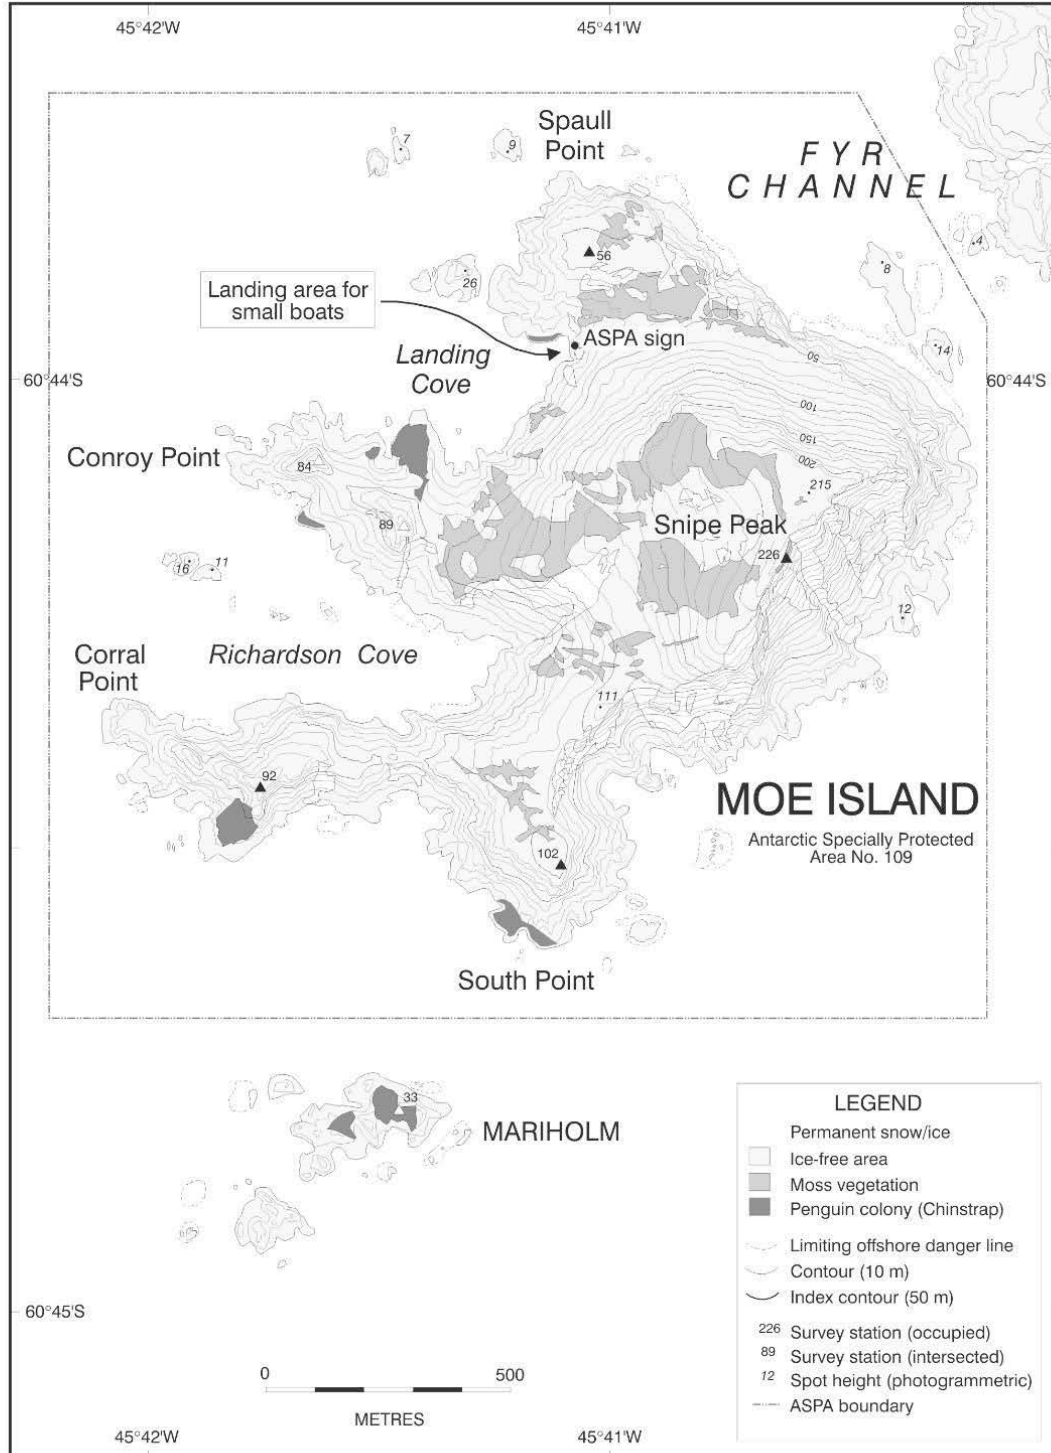 45°42'W
45°41'W
Spaull
Point
FYR
CHANNEL
7
9
4
56
8
26
Landing area for
small boats
ASPA sign
14
Landing
Cove
50
60°44'S
60°44'S
100
150
200
Conroy Point
84
215
89
Snipe Peak
226
16
11
12
Corral
Point
Richardson Cove
111
92
MOE ISLAND
Antarctic Specially Protected
Area No. 109
102
South Point
33
MARIHOLM
LEGEND
Permanent snow/ice
Ice-free area
Moss vegetation
Penguin colony (Chinstrap)
Limiting offshore danger line
Contour (10 m)
Index contour (50 m)
226 Survey station (occupied)
89 Survey station (intersected)
12 Spot height (photogrammetric)
ASPA boundary
60°45'S
0
500
METRES
45°42'W
45°41'W